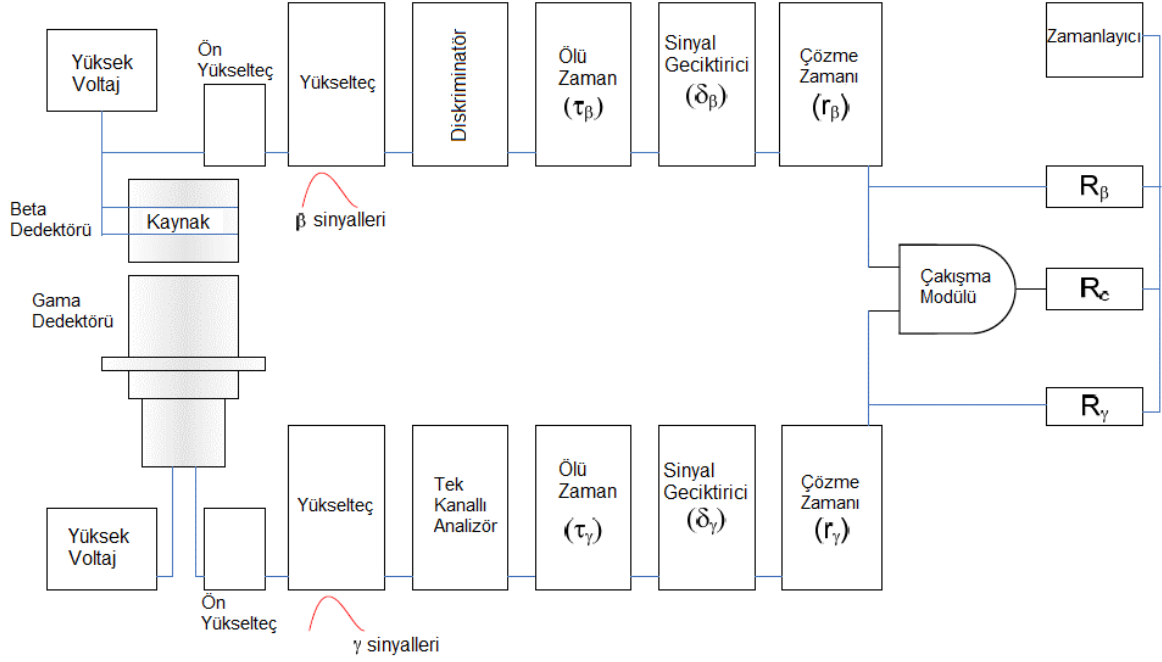 Yüksek
Voltaj
Ön
Yükselteç
Yükselteç
Diskriminatör
Ölü
Zaman
(τβ)
Sinyal
Geciktirici
(δβ)
Çözme
Zamanı
(rβ)
Zamanlayıcı
β sinyalleri
Beta
Dedektörü
Kaynak
Rβ
Gama
Dedektörü
Çakışma
Modülü
Rc
Rγ
Yüksek
Voltaj
Ön
Yükselteç
Yükselteç
Tek
Kanallı
Analizör
Ölü
Zaman
(τγ)
Sinyal
Geciktirici
(δγ)
Çözme
Zamanı
(rγ)
γ sinyalleri